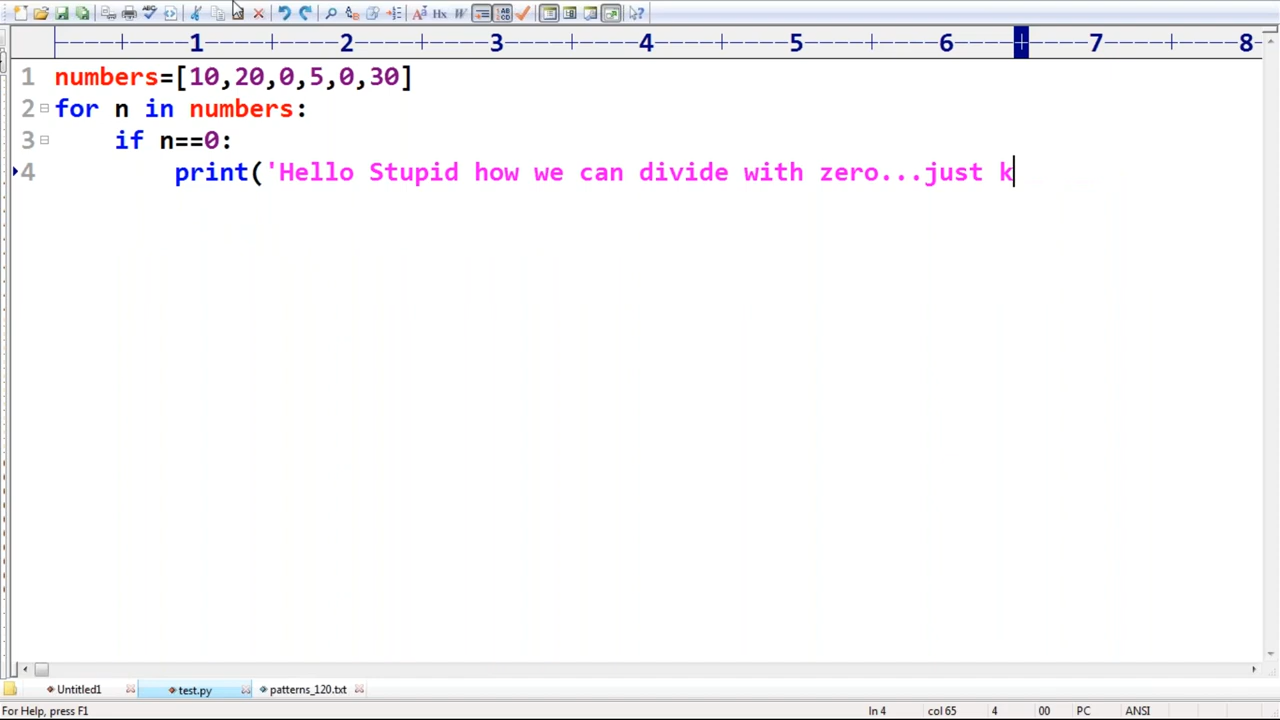 1 2 3 4 5 6 7 8
1 numbers=[10,20,0,5,0,30]
2 for n in numbers:
3 if n==0:
4 print('Hello Stupid how we can divide with zero...just k
Untitled1 test.py patterns_120.txt
For Help, press F1 ln 4 col 65 4 00 PC ANSI